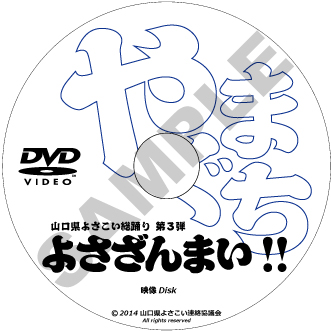 やまぐち
SAMPLE
DVD
VIDEO™
山口県よさこい総踊り 第3弾
よさざんまい!!
映像 Disk
© 2014 山口県よさこい連絡協議会
All rights reserved